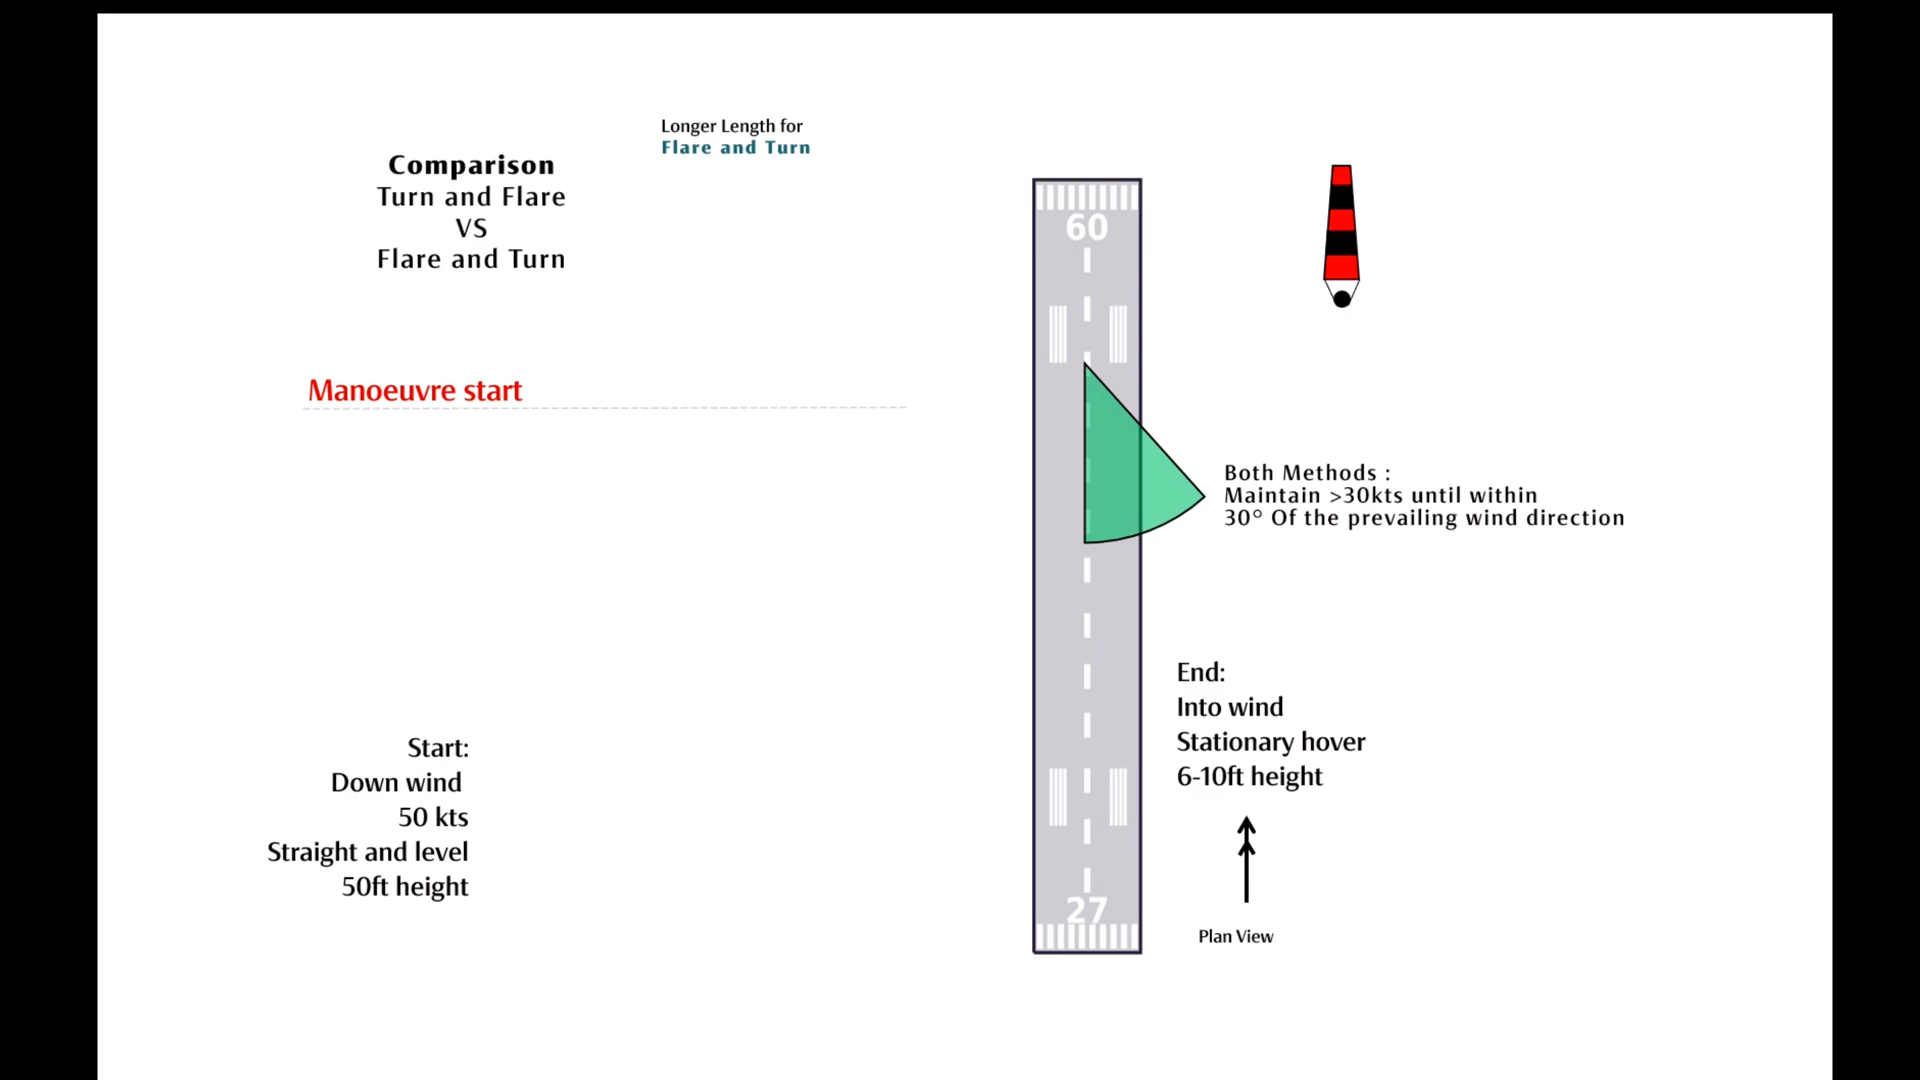 Longer Length for
Flare and Turn
Comparison
Turn and Flare
VS
Flare and Turn
60
Manoeuvre start
Both Methods :
Maintain >30kts until within
30° Of the prevailing wind direction
End:
Into wind
Stationary hover
6-10ft height
Start:
Down wind
50 kts
Straight and level
50ft height
27
Plan View